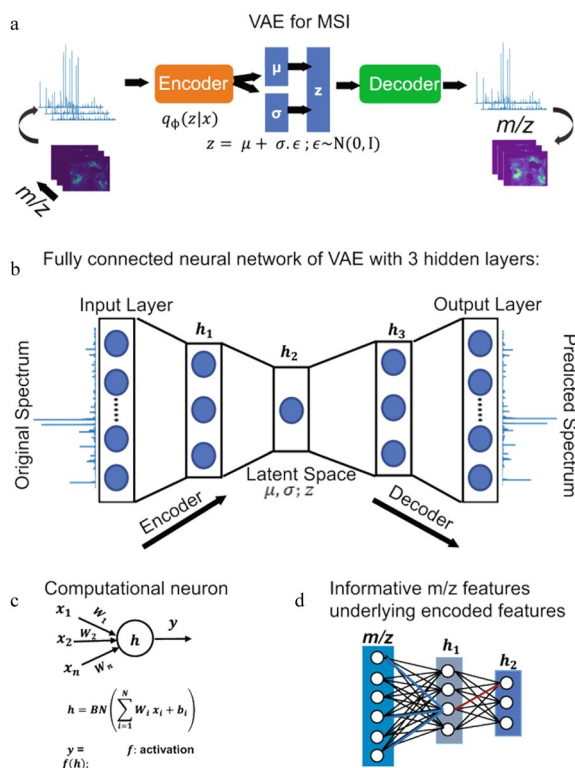 a
VAE for MSI
Encoder
μ
σ
z
Decoder
q_ϕ(z|x)
z = μ + σ.ϵ ; ϵ~N(0, I)
m/z
m/z
b
Fully connected neural network of VAE with 3 hidden layers:
Input Layer
Output Layer
h₁
h₂
h₃
Original Spectrum
Predicted Spectrum
Latent Space
μ, σ; z
Encoder
Decoder
c
Computational neuron
x₁
x₂
xₙ
W₁
W₂
Wₙ
h
y
h = BN(∑_{i=1}^{N} Wᵢ xᵢ + bᵢ)
y =
f(h);
f: activation
d
Informative m/z features
underlying encoded features
m/z
h₁
h₂